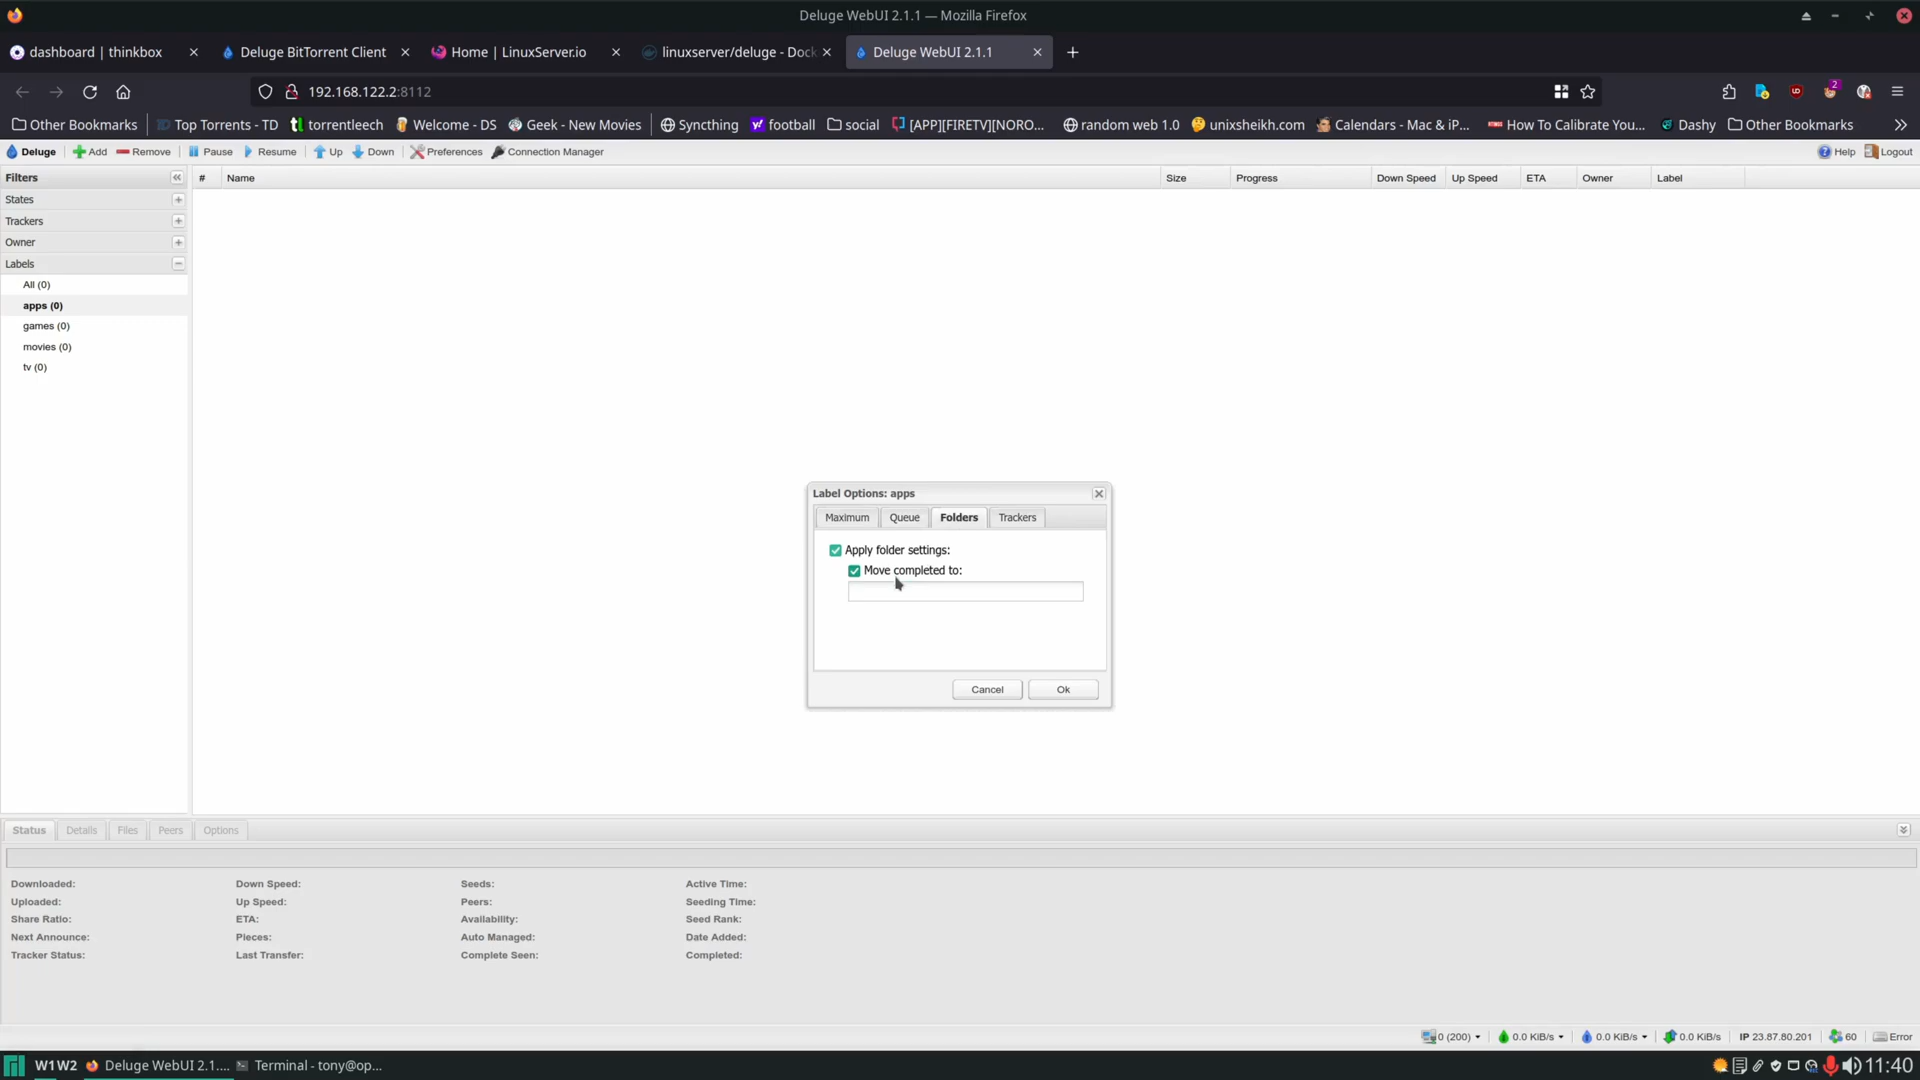 Deluge WebUI 2.1.1 — Mozilla Firefox
dashboard | thinkbox
Deluge BitTorrent Client
Home | LinuxServer.io
linuxserver/deluge - Dock
Deluge WebUI 2.1.1
192.168.122.2:8112
2
Other Bookmarks
Top Torrents - TD
torrentleech
Welcome - DS
Geek - New Movies
Syncthing
football
social
[APP][FIRETV][NORO...
random web 1.0
unixsheikh.com
Calendars - Mac & iP...
How To Calibrate You...
Dashy
Other Bookmarks
Deluge
Add
Remove
Pause
Resume
Up
Down
Preferences
Connection Manager
Help
Logout
Filters
# Name Size Progress Down Speed Up Speed ETA Owner Label
States
Trackers
Owner
Labels
All (0)
apps (0)
games (0)
movies (0)
tv (0)
Label Options: apps
Maximum Queue Folders Trackers
Apply folder settings:
Move completed to:
Cancel Ok
Status Details Files Peers Options
Downloaded: Down Speed: Seeds: Active Time:
Uploaded: Up Speed: Peers: Seeding Time:
Share Ratio: ETA: Availability: Seed Rank:
Next Announce: Pieces: Auto Managed: Date Added:
Tracker Status: Last Transfer: Complete Seen: Completed:
0 (200) 0.0 KiB/s 0.0 KiB/s 0.0 KiB/s IP 23.87.80.201 60 Error
W1W2 Deluge WebUI 2.1.... Terminal - tony@op... 11:40